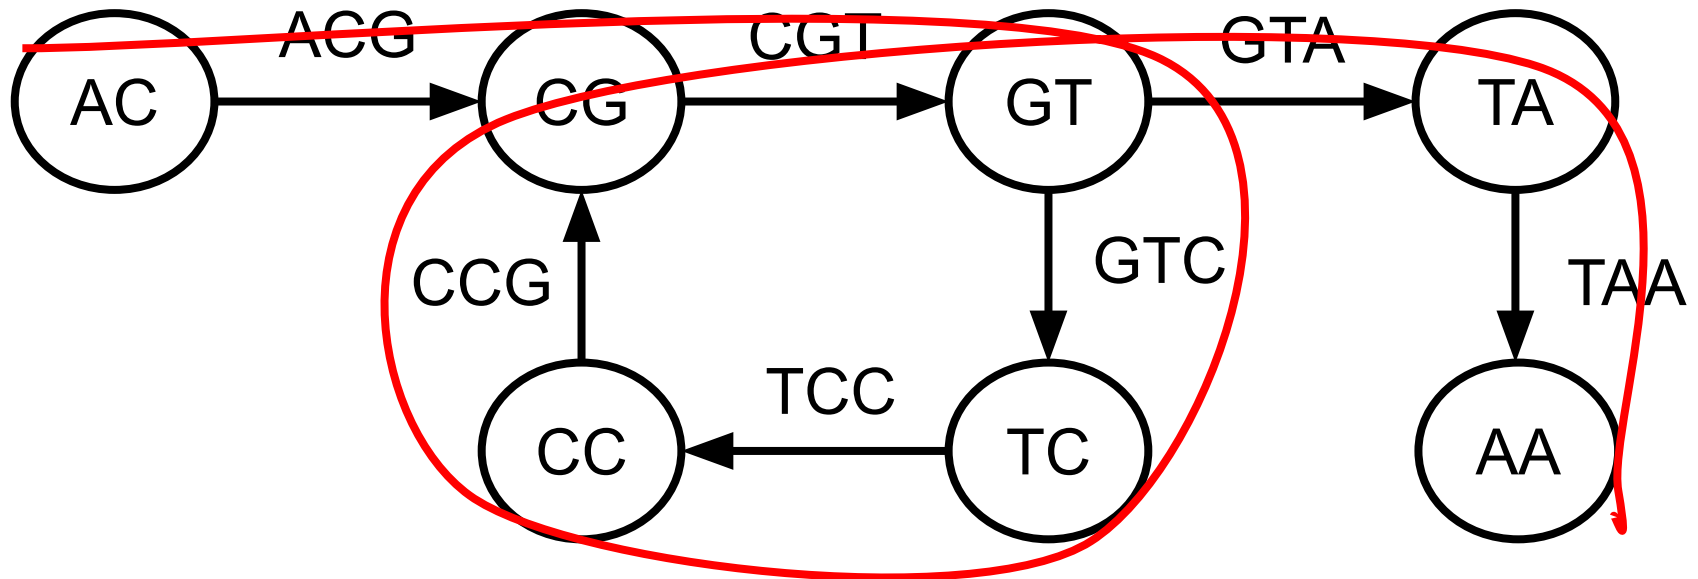 ACG CGT GTA
AC CG GT TA
CCG GTC TAA
TCC
CC TC AA